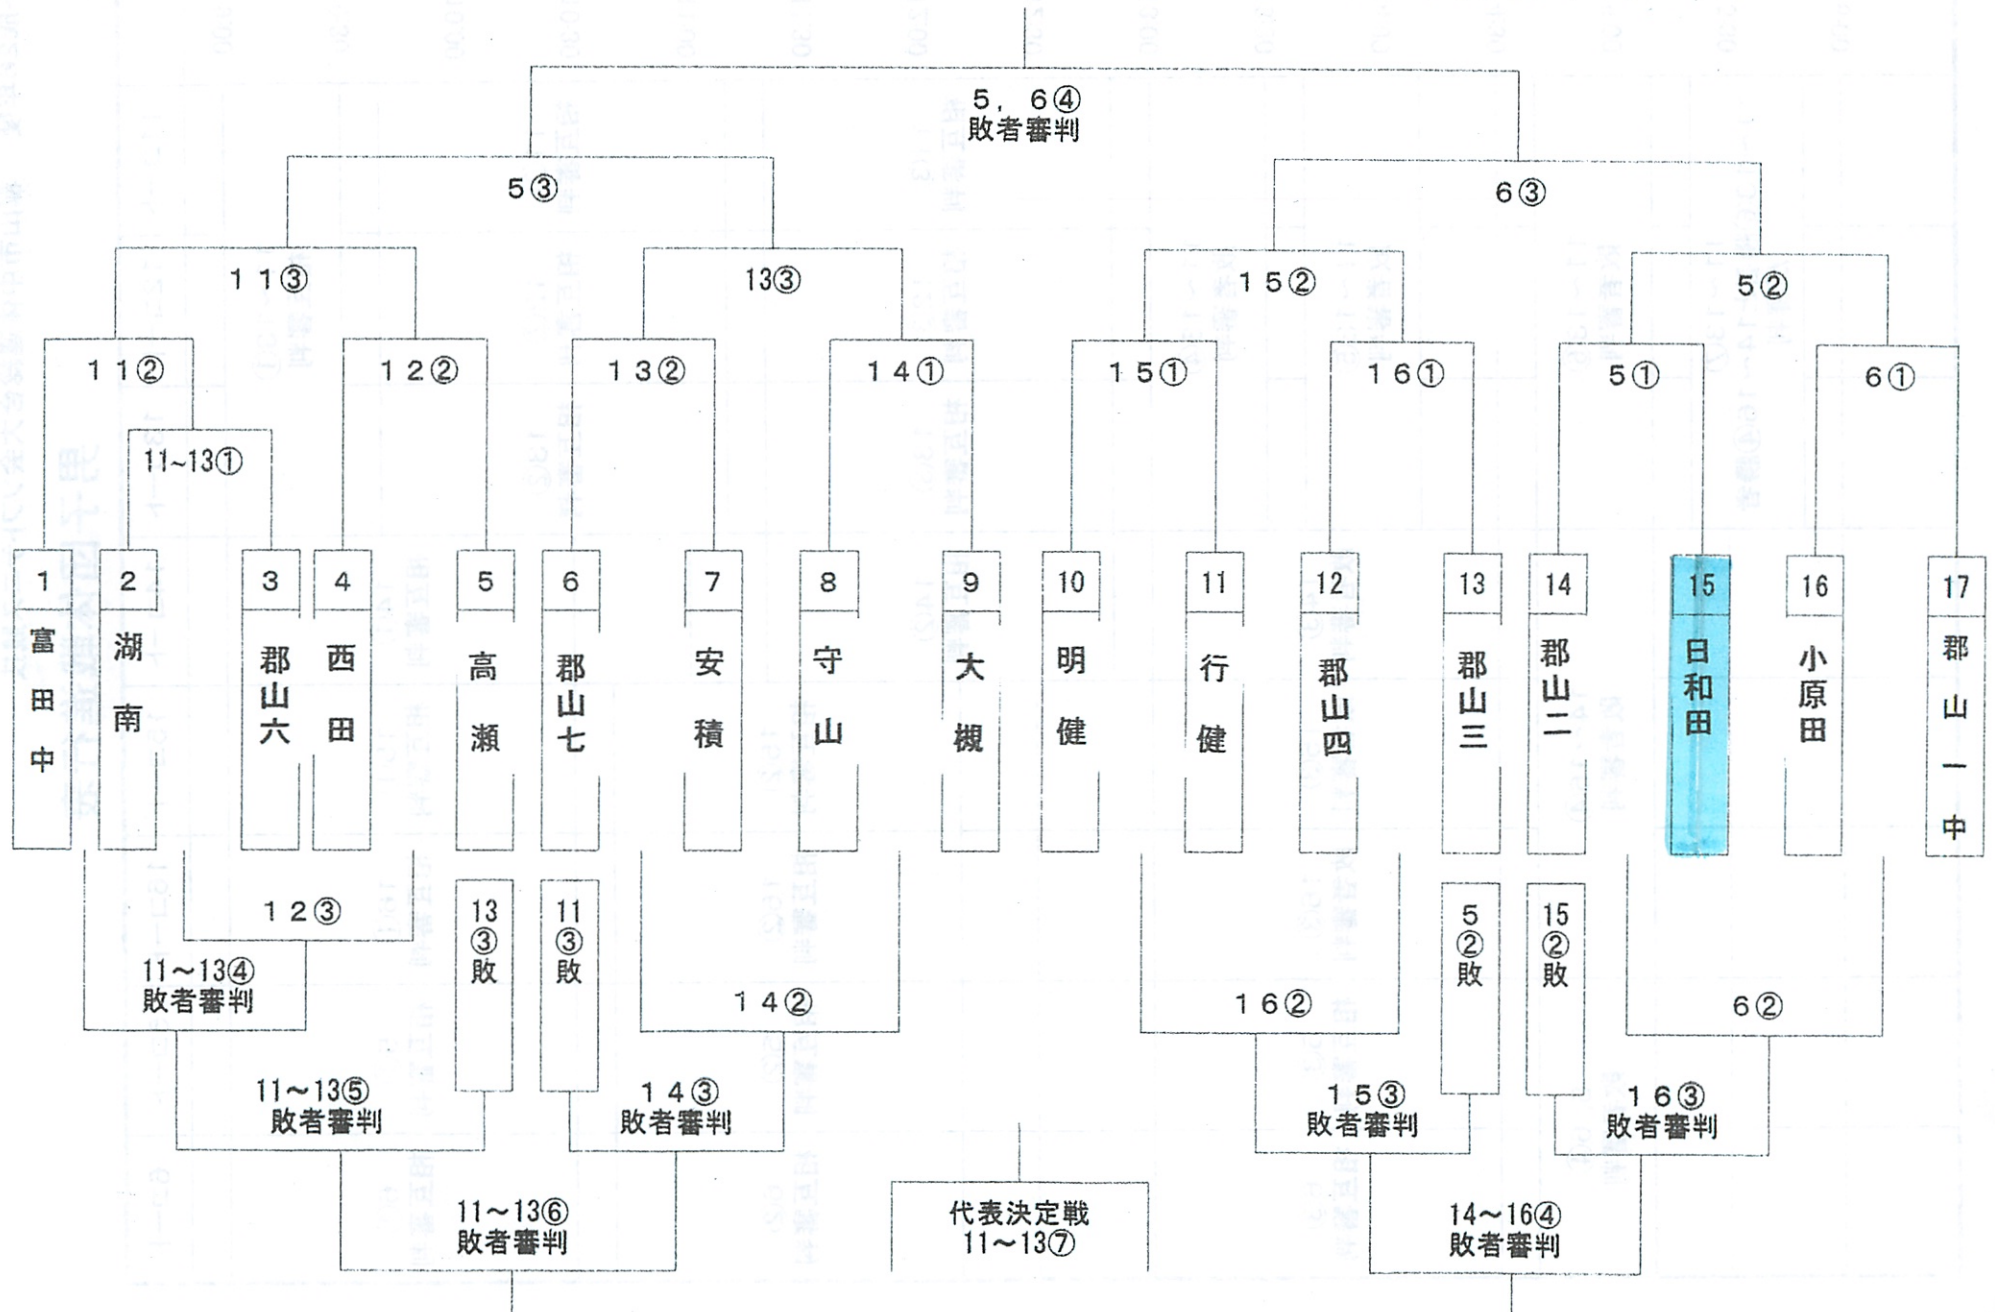 5, 6④
敗者審判
5③
6③
11③
13③
15②
5②
11②
12②
13②
14①
15①
16①
5①
6①
11~13①
1
2
3
4
5
6
7
8
9
10
11
12
13
14
15
16
17
富田中
湖南
郡山六
西田
高瀬
郡山七
安積
守山
大槻
明健
行健
郡山四
郡山三
郡山二
日和田
小原田
郡山一中
12③
13③敗
11③敗
5②敗
15②敗
11～13④
敗者審判
14②
16②
6②
11～13⑤
敗者審判
14③
敗者審判
15③
敗者審判
16③
敗者審判
11～13⑥
敗者審判
代表決定戦
11～13⑦
14～16④
敗者審判